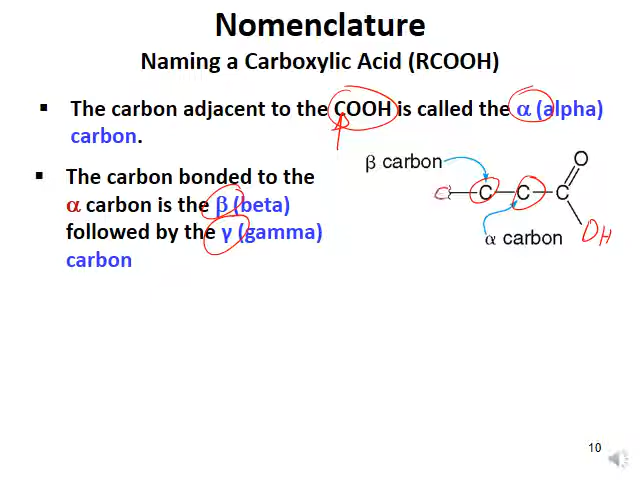 Nomenclature
Naming a Carboxylic Acid (RCOOH)
▪ The carbon adjacent to the COOH is called the α (alpha)
carbon.
▪ The carbon bonded to the
α carbon is the β (beta)
followed by the γ (gamma)
carbon
β carbon
O
C C C
α carbon
OH
10